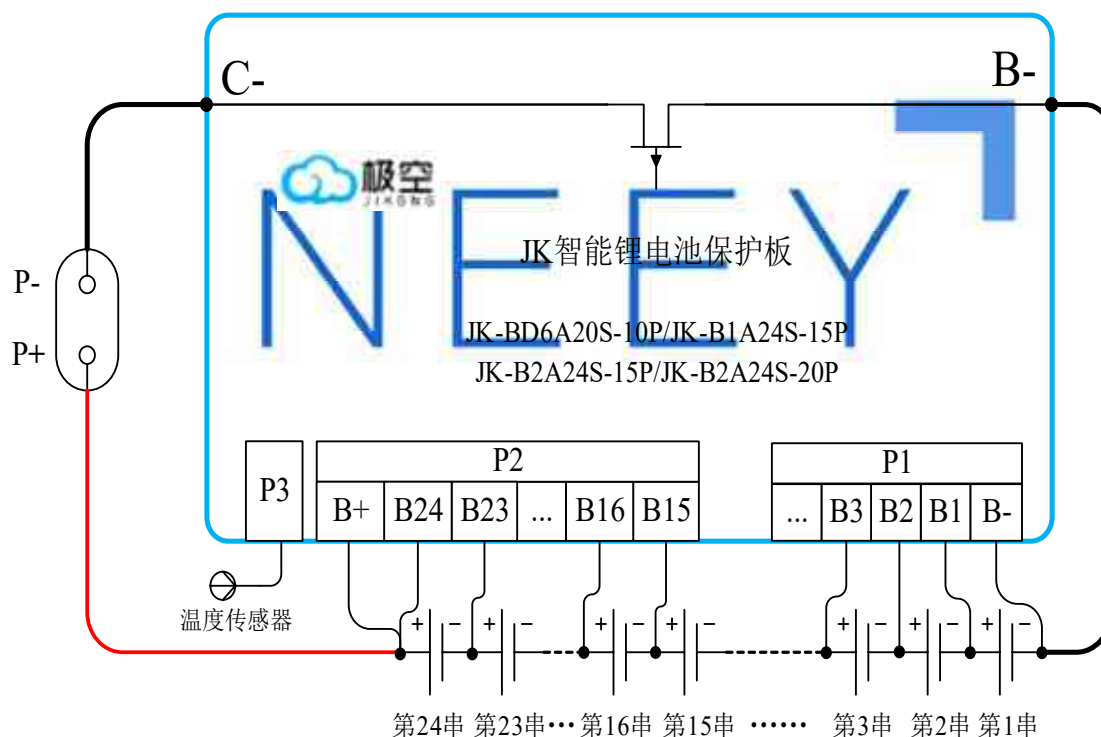 C-
B-
极空
JIKONG
NEEY
JK智能锂电池保护板
P-
P+
JK-BD6A20S-10P/JK-B1A24S-15P
JK-B2A24S-15P/JK-B2A24S-20P
P3
P2
P1
B+ B24 B23 ... B16 B15
... B3 B2 B1 B-
温度传感器
+ − + − + − + − + − + − + −
第24串 第23串 ··· 第16串 第15串 ······ 第3串 第2串 第1串